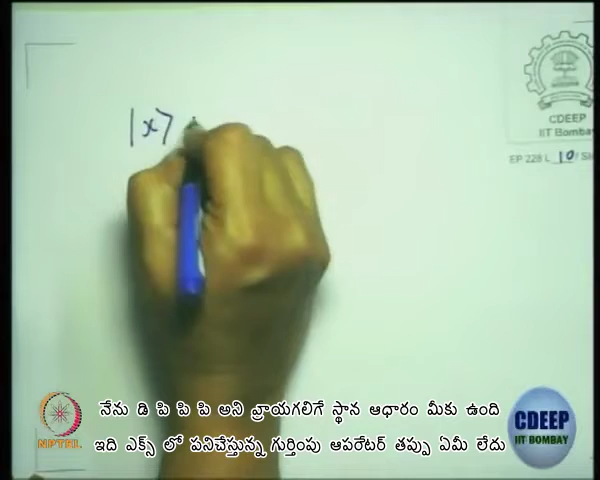 CDEEP
IIT Bombay
EP 228 L 10 / Sl
|x⟩
నేను డి పి పి పి అని వ్రాయగలిగే స్థాన ఆధారం మీకు ఉంది
ఇది ఎక్స్ లో పనిచేస్తున్న గుర్తింపు ఆపరేటర్ తప్పు ఏమీ లేదు
NPTEL
CDEEP
IIT BOMBAY